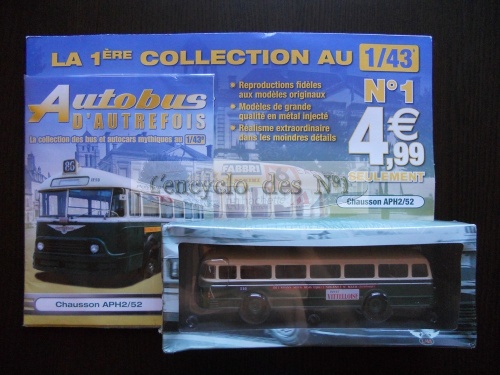 LA 1ÈRE COLLECTION AU 1/43e
Autobus
D'AUTREFOIS
La collection des bus et autocars mythiques au 1/43e
Chausson APH2/52
• Reproductions fidèles
aux modèles originaux
• Modèles de grande
qualité en métal injecté
• Réalisme extraordinaire
dans les moindres détails
N°1
4€,99
SEULEMENT
Chausson APH2/52
FABBRI
L'encyclo des N°1
VITTELLOISE